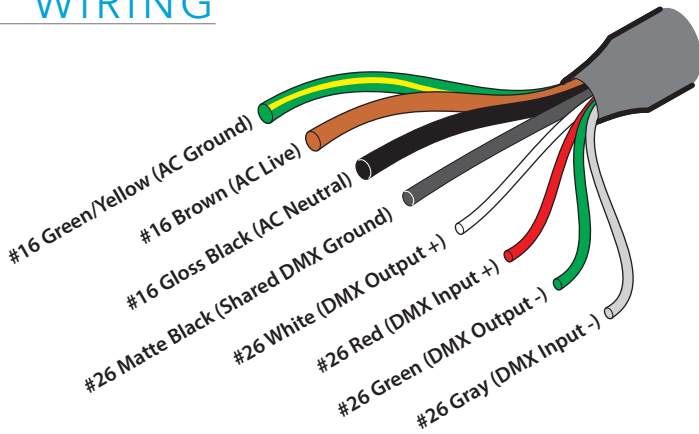 WIRING
#16 Green/Yellow (AC Ground)
#16 Brown (AC Live)
#16 Gloss Black (AC Neutral)
#26 Matte Black (Shared DMX Ground)
#26 White (DMX Output +)
#26 Red (DMX Input +)
#26 Green (DMX Output -)
#26 Gray (DMX Input -)